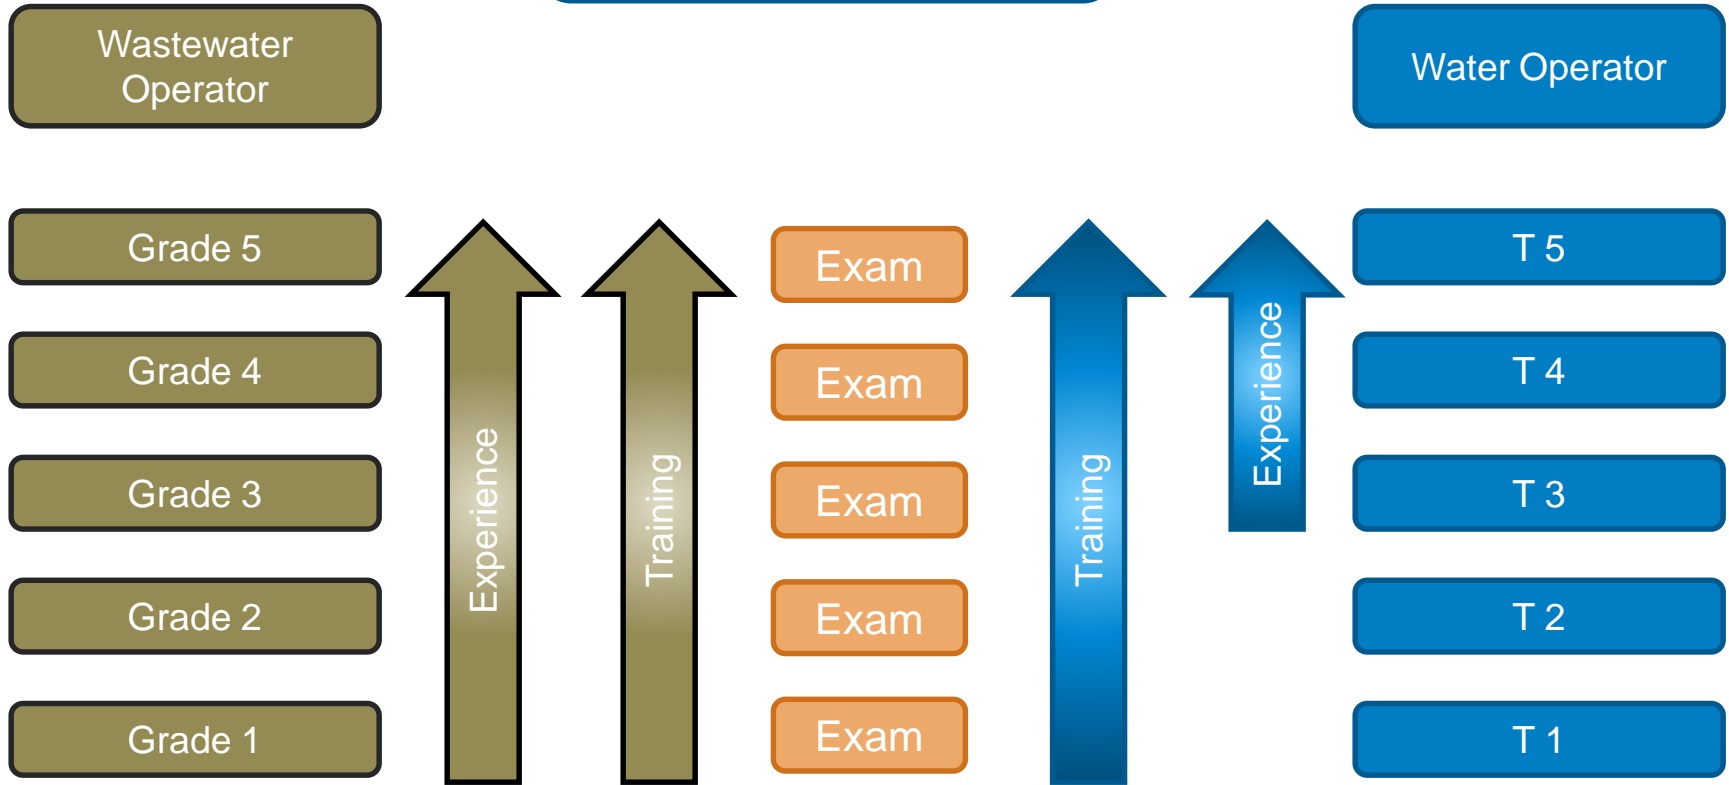 Wastewater
Operator
Water Operator
Grade 5
Exam
T 5
Grade 4
Exam
T 4
Experience
Grade 3
Exam
T 3
Experience
Training
Training
Grade 2
Exam
T 2
Grade 1
Exam
T 1